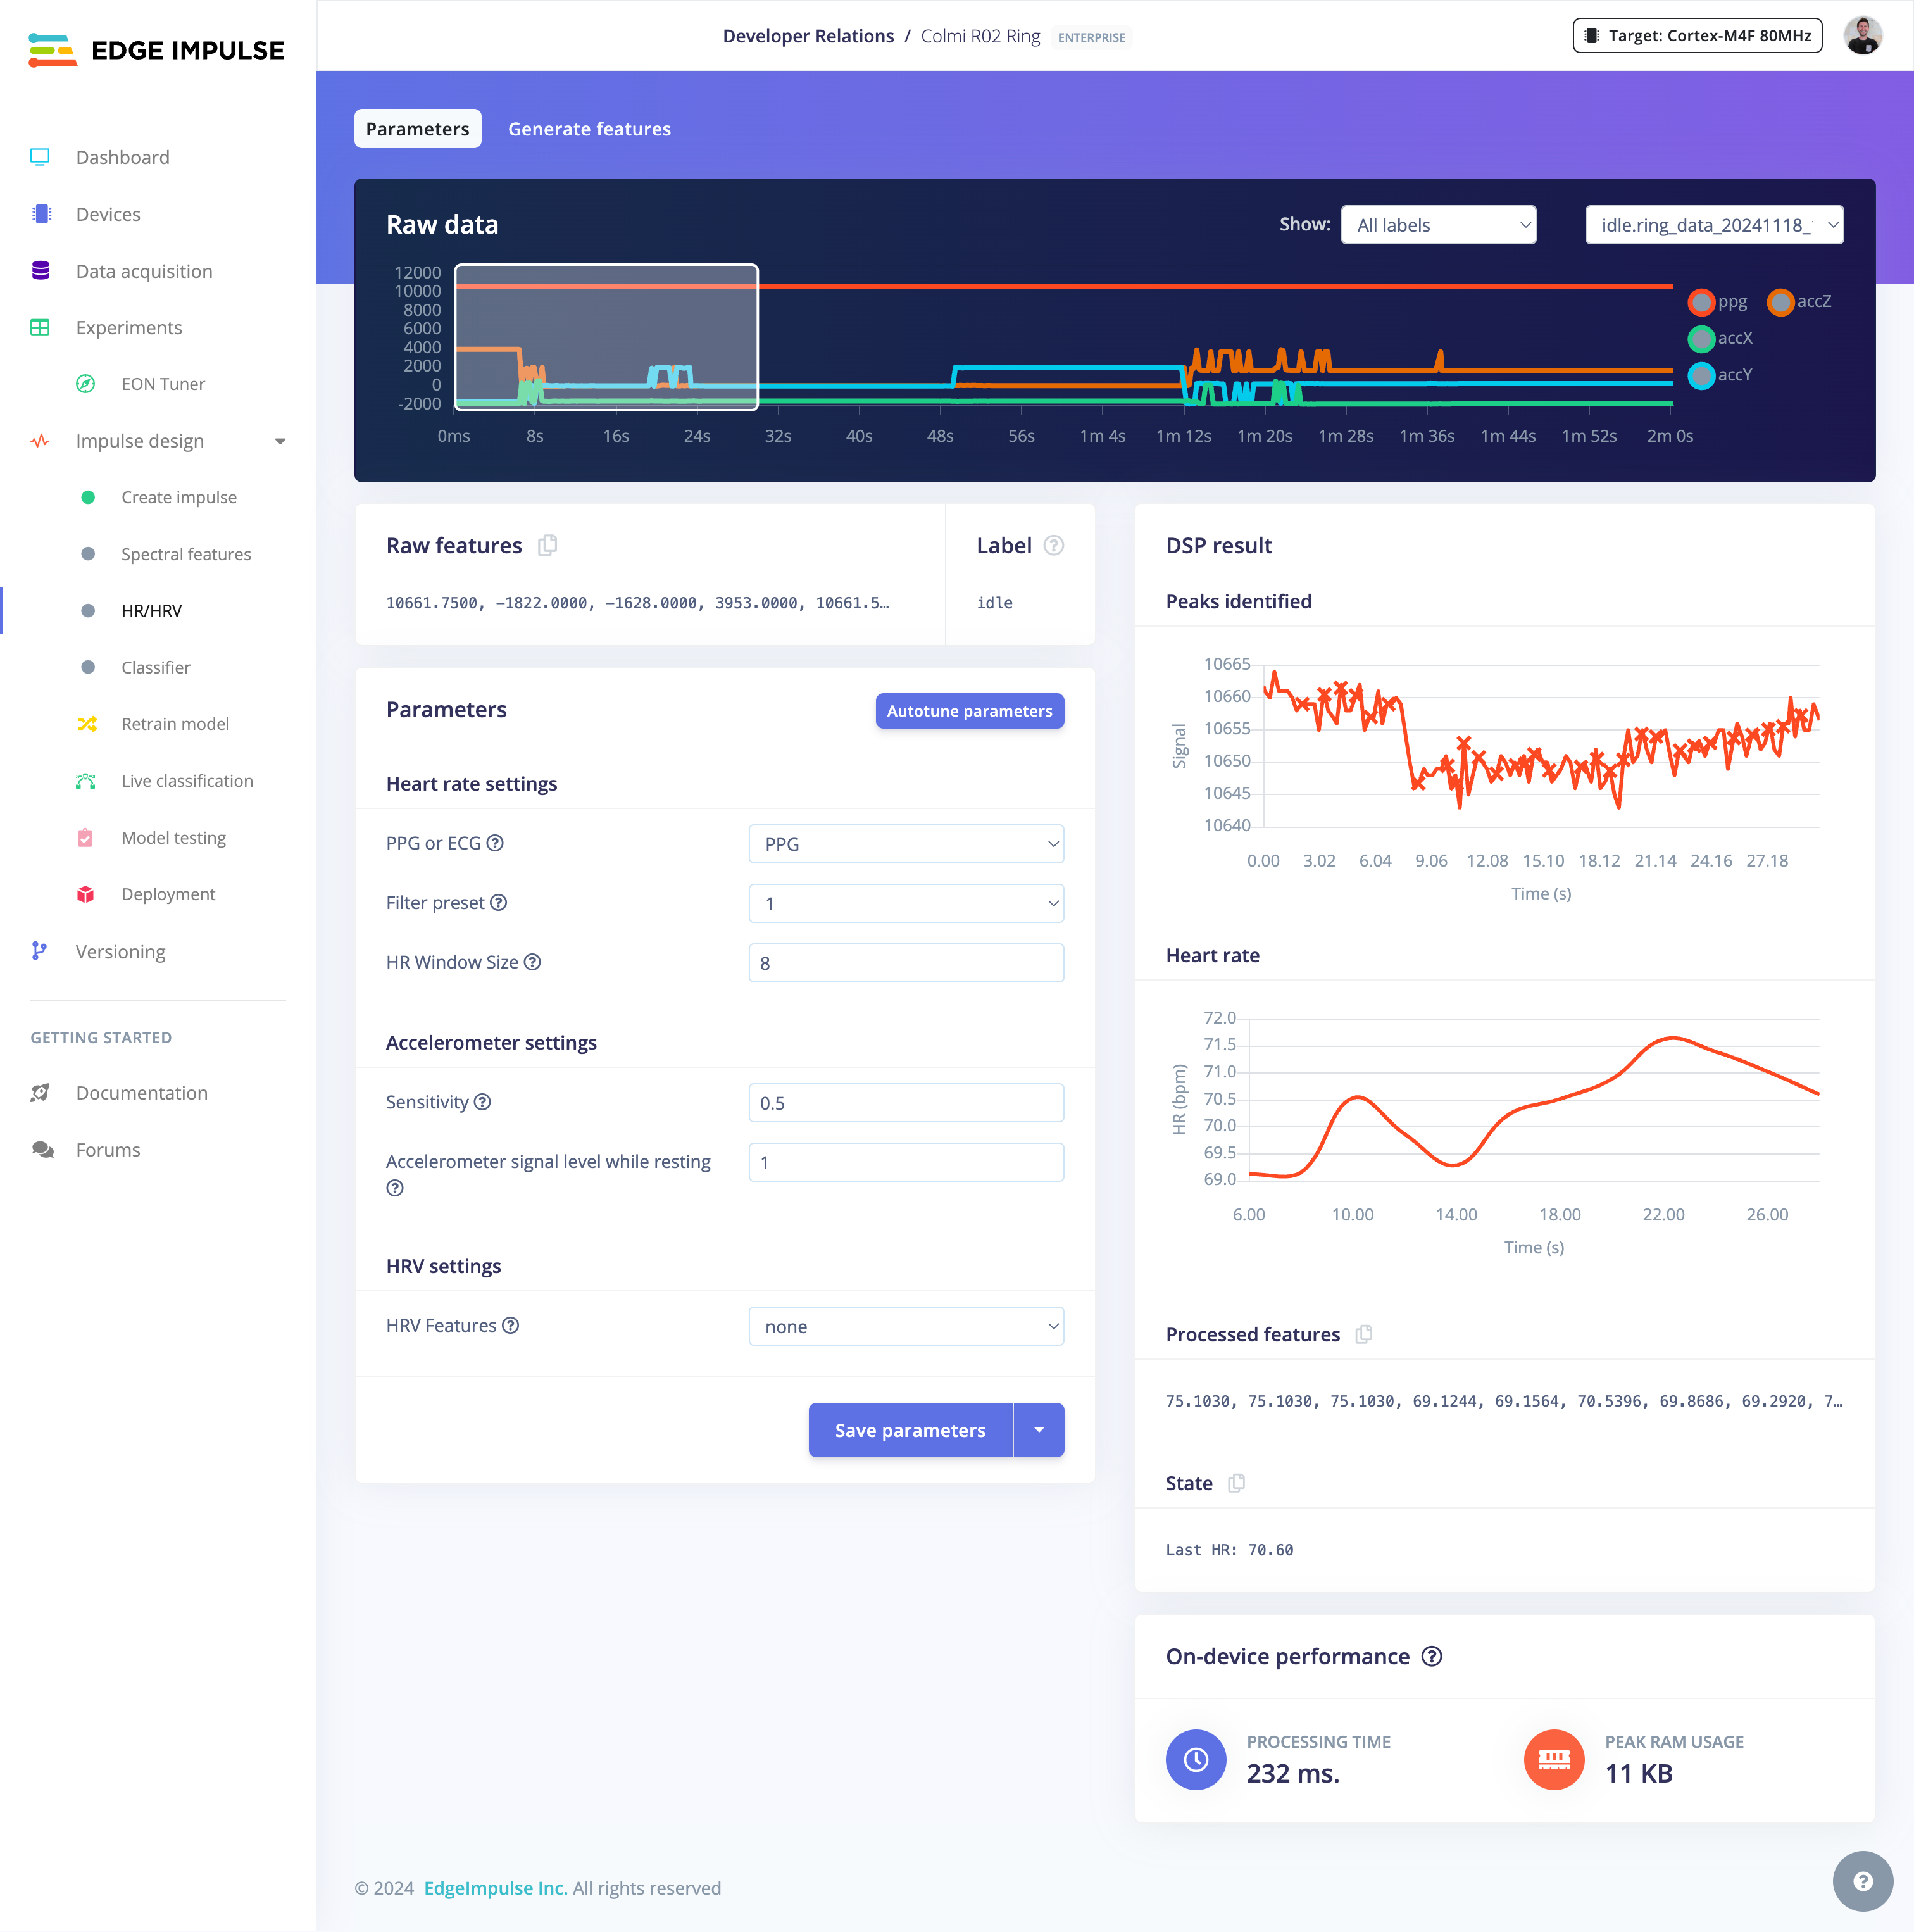 EDGE IMPULSE
Developer Relations / Colmi R02 Ring ENTERPRISE
Target: Cortex-M4F 80MHz
Dashboard
Devices
Data acquisition
Experiments
EON Tuner
Impulse design
Create impulse
Spectral features
HR/HRV
Classifier
Retrain model
Live classification
Model testing
Deployment
Versioning
GETTING STARTED
Documentation
Forums
Parameters
Generate features
Raw data
Show:
All labels
idle.ring_data_20241118_
12000
10000
8000
6000
4000
2000
0
-2000
0ms 8s 16s 24s 32s 40s 48s 56s 1m 4s 1m 12s 1m 20s 1m 28s 1m 36s 1m 44s 1m 52s 2m 0s
ppg accZ
accX
accY
Raw features
10661.7500, -1822.0000, -1628.0000, 3953.0000, 10661.5…
Label ?
idle
Parameters
Autotune parameters
Heart rate settings
PPG or ECG ?
PPG
Filter preset ?
1
HR Window Size ?
8
Accelerometer settings
Sensitivity ?
0.5
Accelerometer signal level while resting
?
1
HRV settings
HRV Features ?
none
Save parameters
DSP result
Peaks identified
10665
10660
10655
10650
10645
10640
Signal
0.00 3.02 6.04 9.06 12.08 15.10 18.12 21.14 24.16 27.18
Time (s)
Heart rate
72.0
71.5
71.0
70.5
70.0
69.5
69.0
HR (bpm)
6.00 10.00 14.00 18.00 22.00 26.00
Time (s)
Processed features
75.1030, 75.1030, 75.1030, 69.1244, 69.1564, 70.5396, 69.8686, 69.2920, 7…
State
Last HR: 70.60
On-device performance ?
PROCESSING TIME
232 ms.
PEAK RAM USAGE
11 KB
© 2024 EdgeImpulse Inc. All rights reserved
?